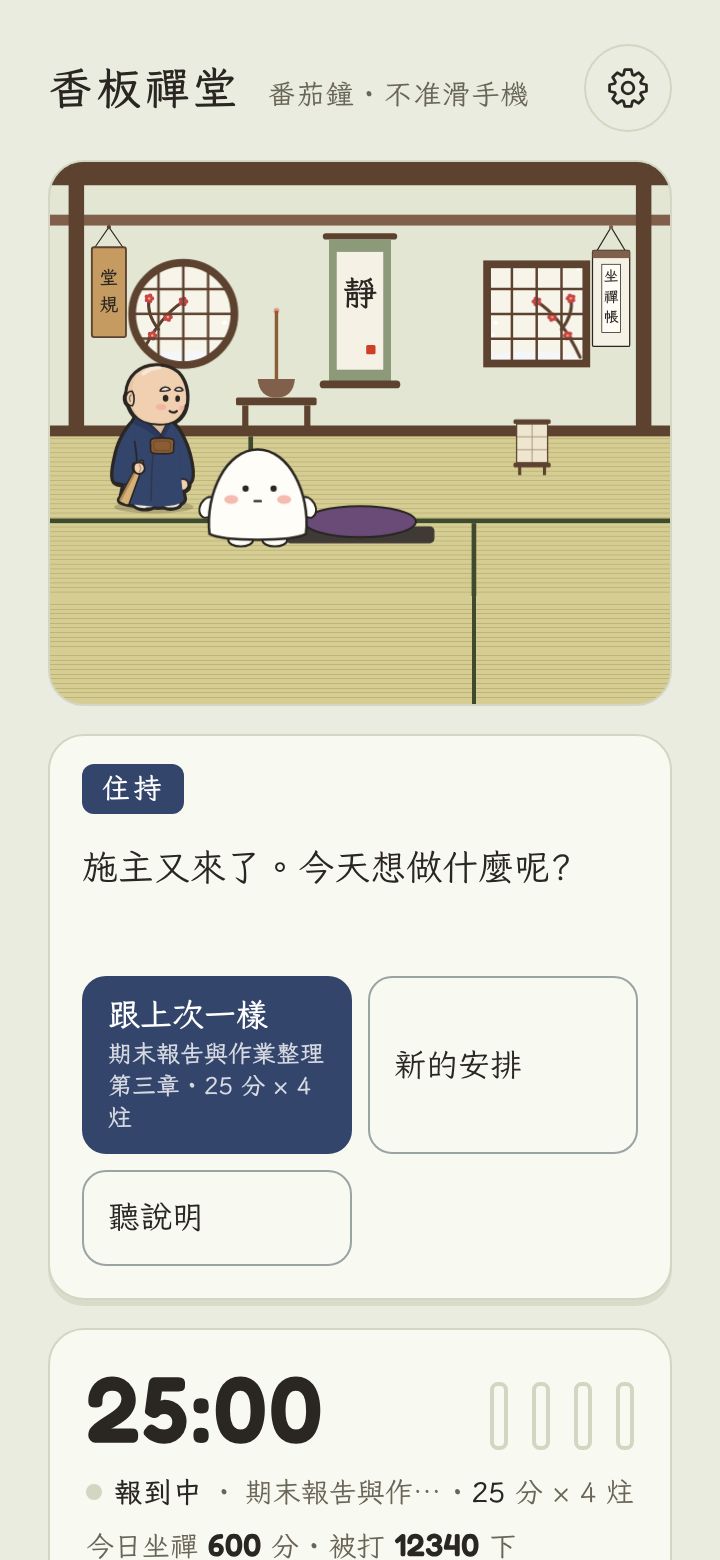 香板禪堂 番茄鐘・不准滑手機
堂規
靜
坐禪帳
住持
施主又來了。今天想做什麼呢?
跟上次一樣
期末報告與作業整理
第三章・25 分 × 4
炷
新的安排
聽說明
25:00
報到中 ・ 期末報告與作… ・25 分 × 4 炷
今日坐禪 600 分・被打 12340 下